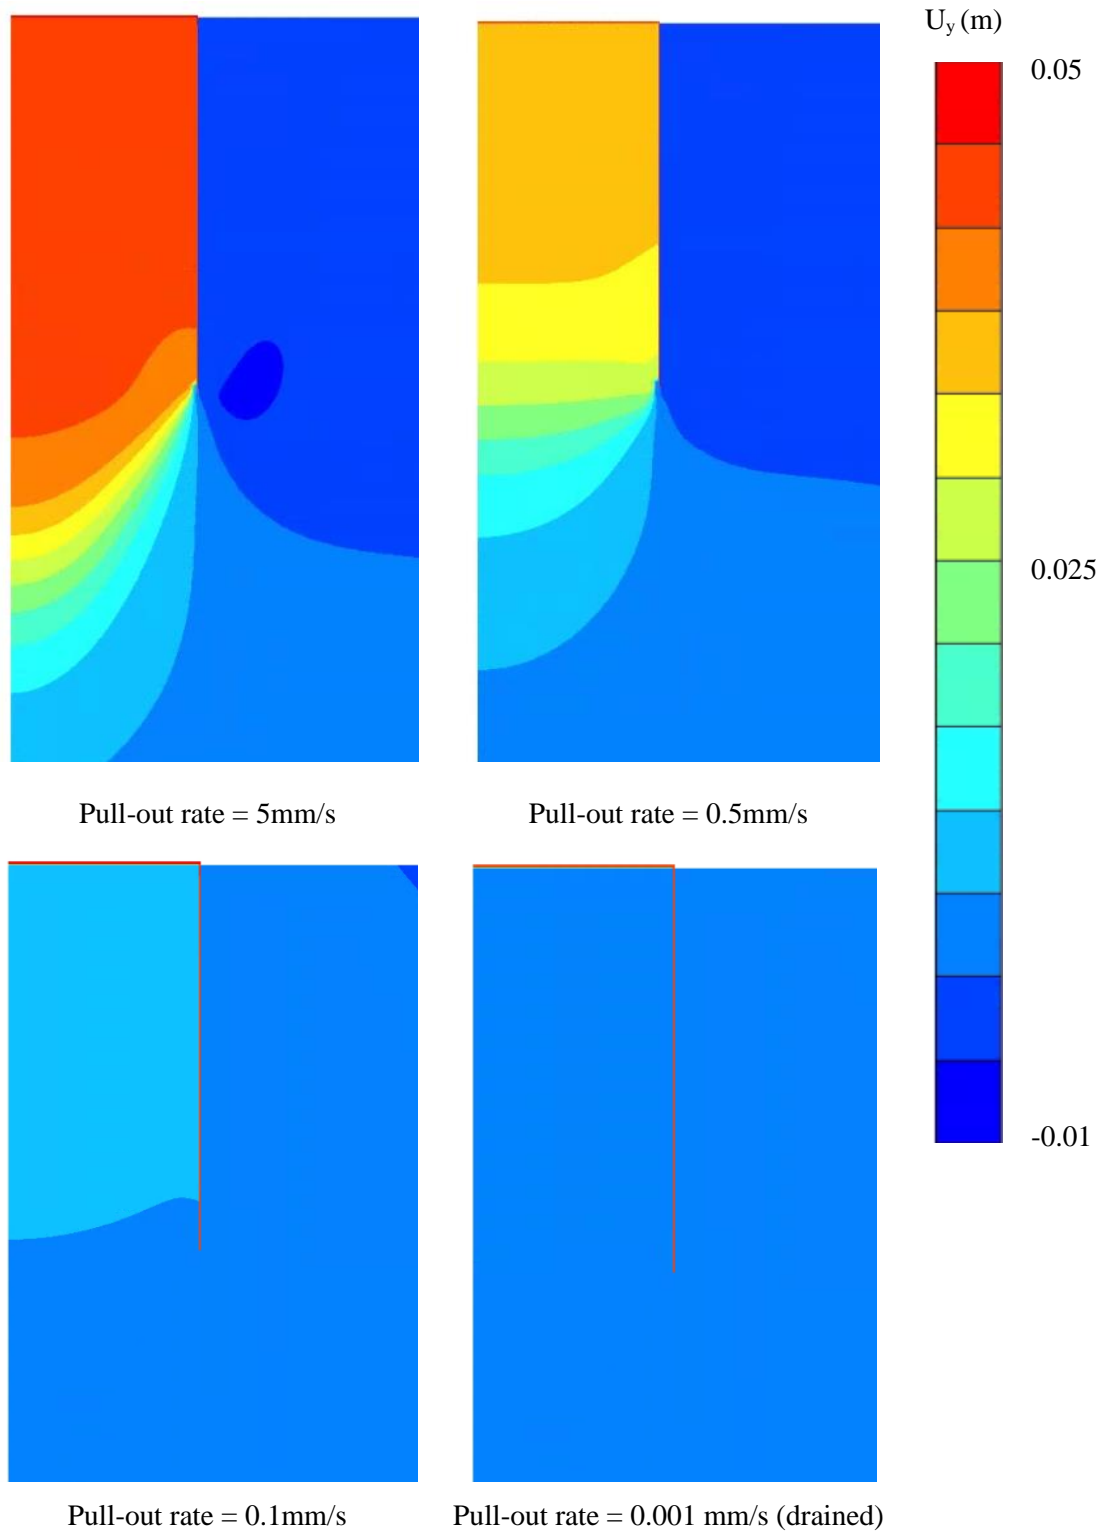 U_y (m)
0.05
0.025
-0.01
Pull-out rate = 5mm/s
Pull-out rate = 0.5mm/s
Pull-out rate = 0.1mm/s
Pull-out rate = 0.001 mm/s (drained)